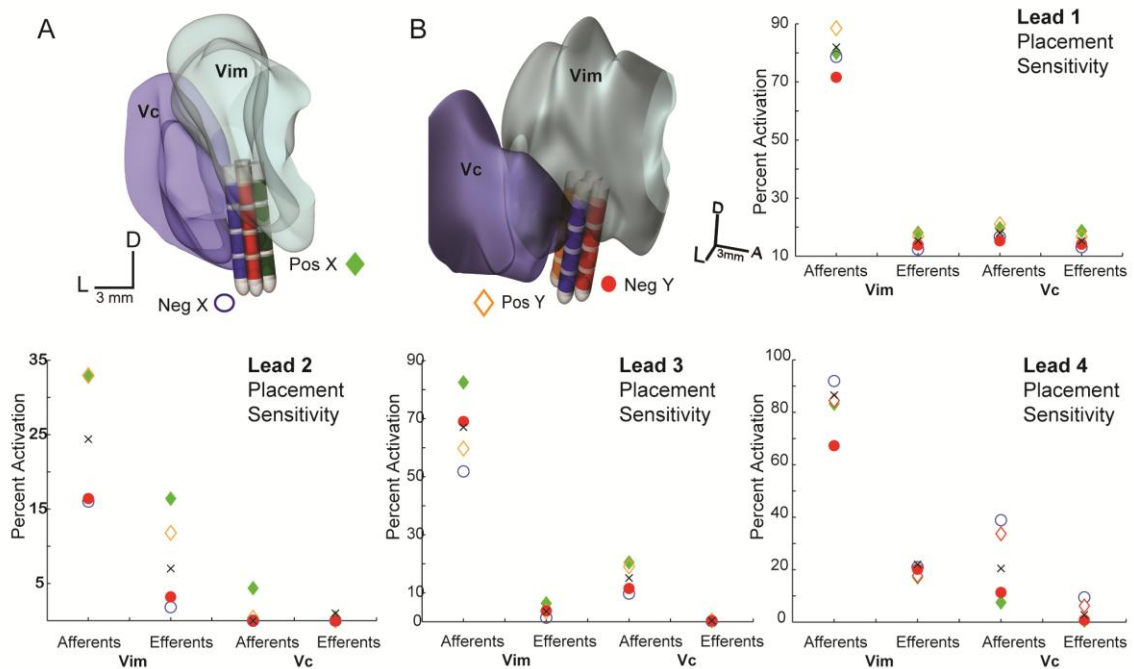 A
Vim
Vc
D
L
3 mm
Pos X
Neg X
B
Vim
Vc
D
L
A
3mm
Neg Y
Pos Y
Lead 1
Placement
Sensitivity
Percent Activation
90
70
50
30
10
Afferents Efferents Afferents Efferents
Vim Vc
Lead 2
Placement
Sensitivity
Percent Activation
35
25
15
5
Afferents Efferents Afferents Efferents
Vim Vc
Lead 3
Placement
Sensitivity
Percent Activation
90
70
50
30
10
0
Afferents Efferents Afferents Efferents
Vim Vc
Lead 4
Placement
Sensitivity
Percent Activation
100
80
60
40
20
0
Afferents Efferents Afferents Efferents
Vim Vc